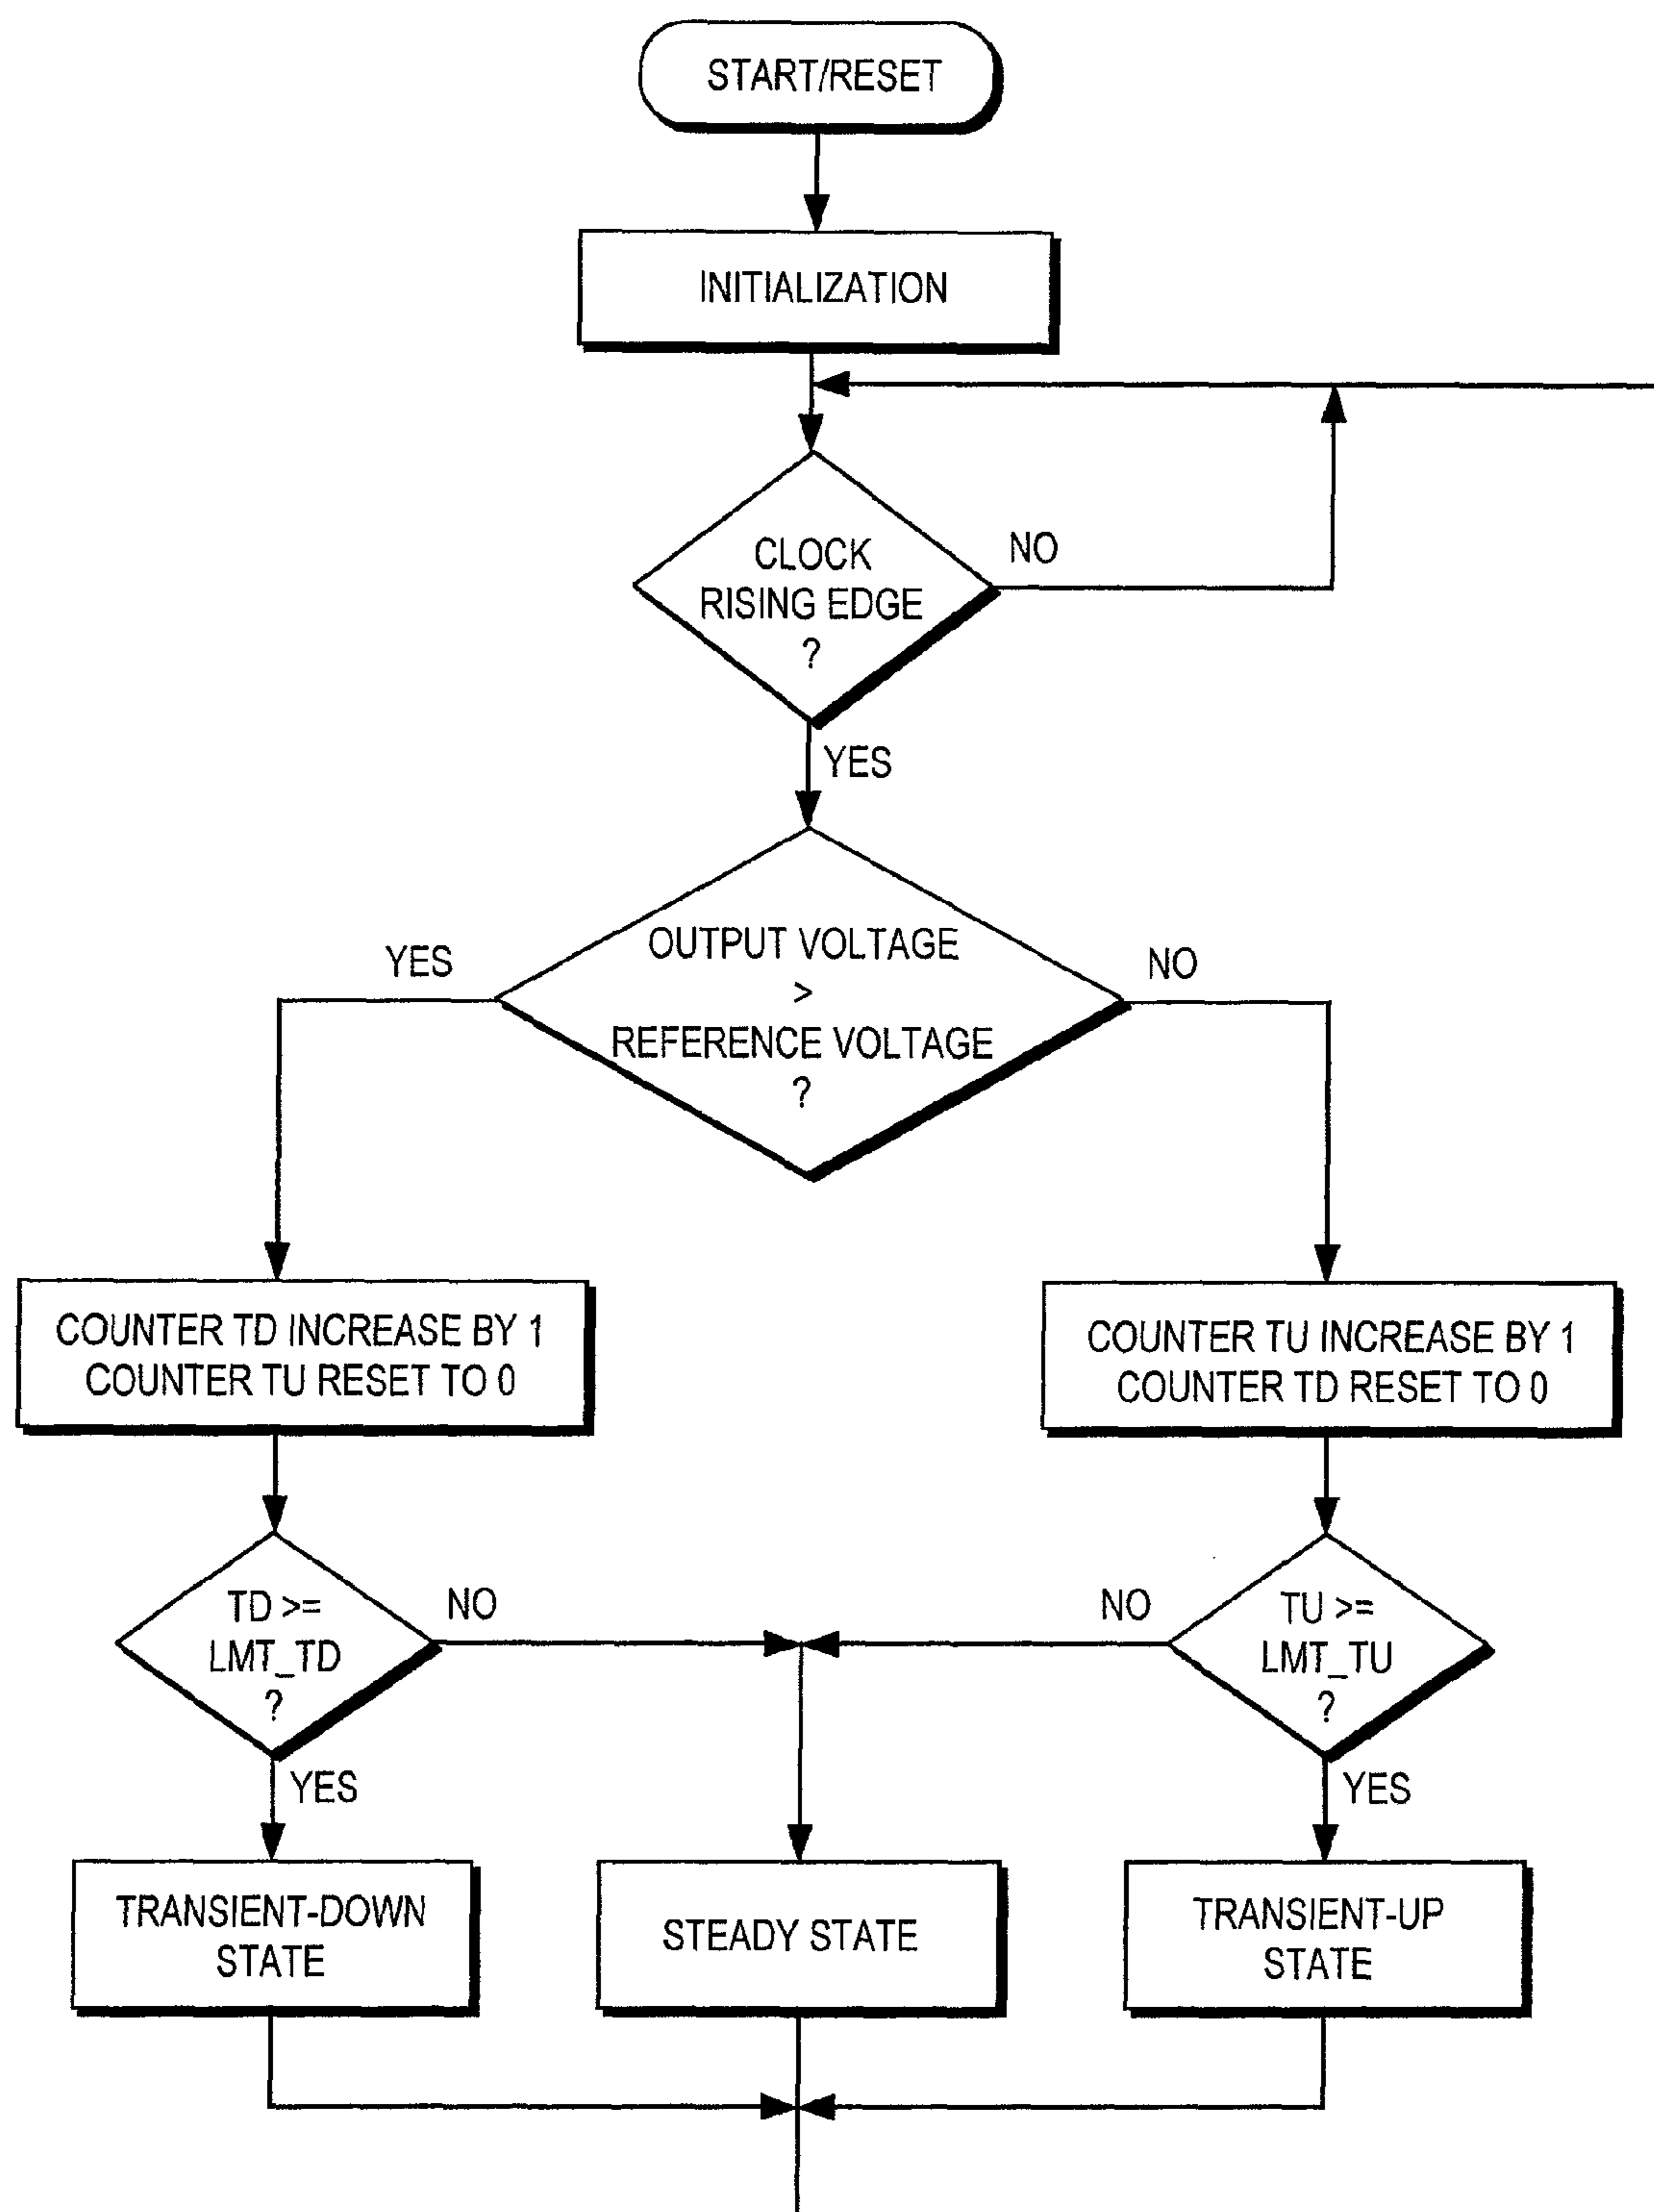 START/RESET
INITIALIZATION
CLOCK
RISING EDGE
?
NO
YES
OUTPUT VOLTAGE
>
REFERENCE VOLTAGE
?
YES
NO
COUNTER TD INCREASE BY 1
COUNTER TU RESET TO 0
COUNTER TU INCREASE BY 1
COUNTER TD RESET TO 0
TD >=
LMT_TD
?
NO
YES
NO
TU >=
LMT_TU
?
YES
TRANSIENT-DOWN
STATE
STEADY STATE
TRANSIENT-UP
STATE